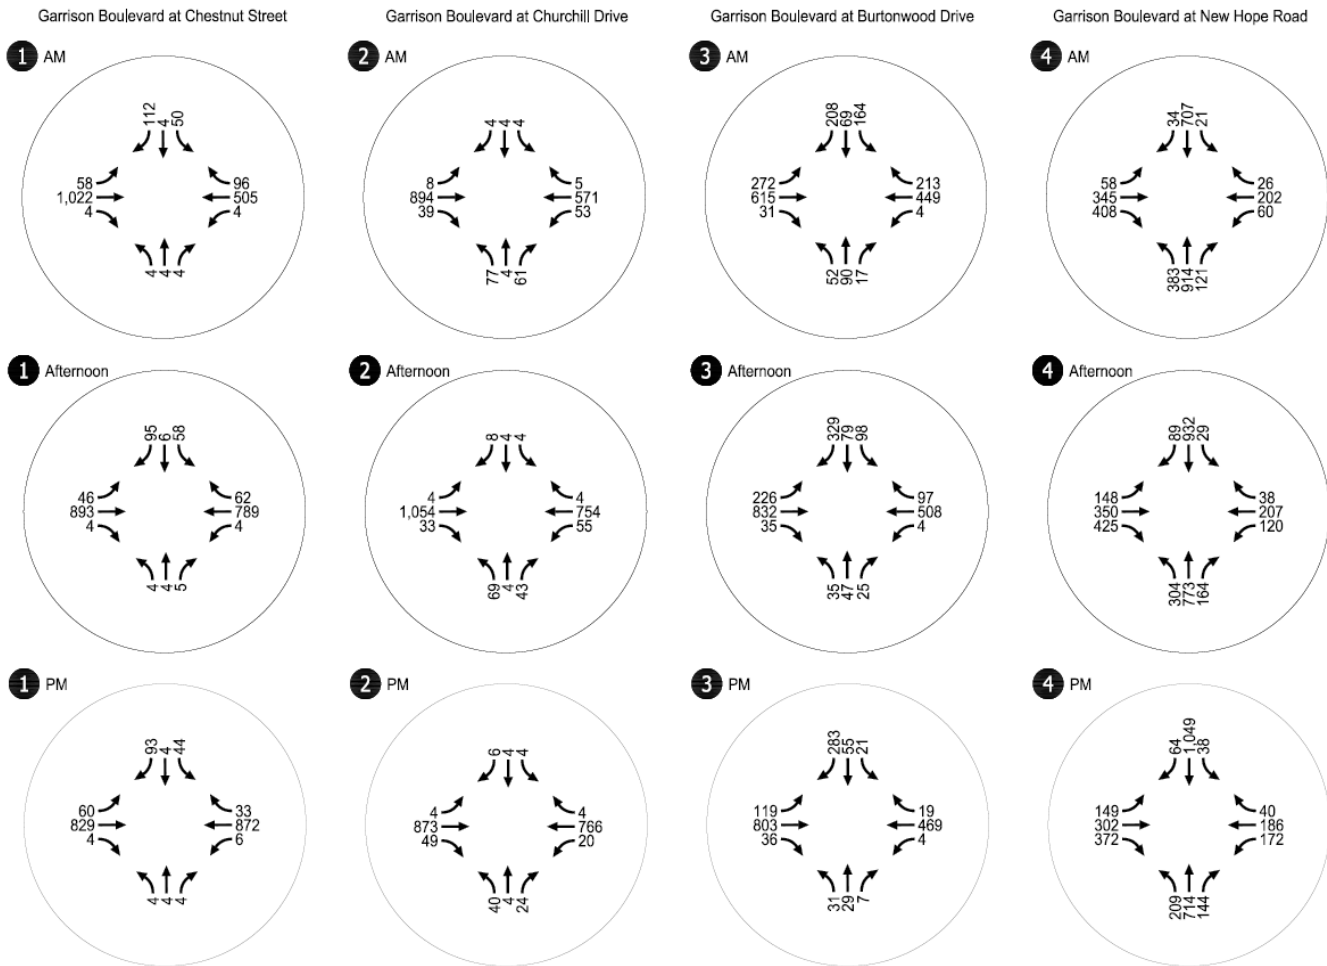 Garrison Boulevard at Chestnut Street
Garrison Boulevard at Churchill Drive
Garrison Boulevard at Burtonwood Drive
Garrison Boulevard at New Hope Road
1 AM
112 4 50
58
1,022
4
96
505
4
4 4 4
2 AM
4 4 4
8
894
39
5
571
53
77 4 61
3 AM
208 69 164
272
615
31
213
449
4
52 90 17
4 AM
34 707 21
58
345
408
26
202
60
383 914 121
1 Afternoon
95 6 58
46
893
4
62
789
4
4 4 5
2 Afternoon
8 4 4
4
1,054
33
4
754
55
69 4 43
3 Afternoon
329 79 98
226
832
35
97
508
4
35 47 25
4 Afternoon
89 932 29
148
350
425
38
207
120
304 773 164
1 PM
93 4 44
60
829
4
33
872
6
4 4 4
2 PM
6 4 4
4
873
49
4
766
20
40 4 24
3 PM
283 55 21
119
803
36
19
469
4
31 29 7
4 PM
64 1,049 38
149
302
372
40
186
172
209 714 144